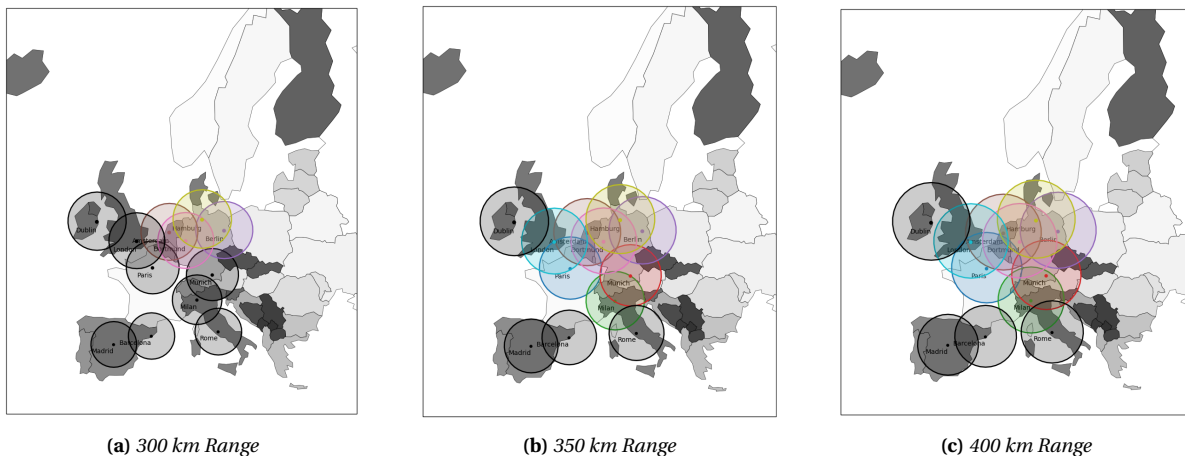 Dublin
London
Amsterdam
Hamburg
Berlin
Dortmund
Paris
Munich
Milan
Madrid
Barcelona
Rome
Dublin
London
Amsterdam
Hamburg
Berlin
Dortmund
Paris
Munich
Milan
Madrid
Barcelona
Rome
Dublin
London
Amsterdam
Hamburg
Berlin
Dortmund
Paris
Munich
Milan
Madrid
Barcelona
Rome
(a) 300 km Range
(b) 350 km Range
(c) 400 km Range